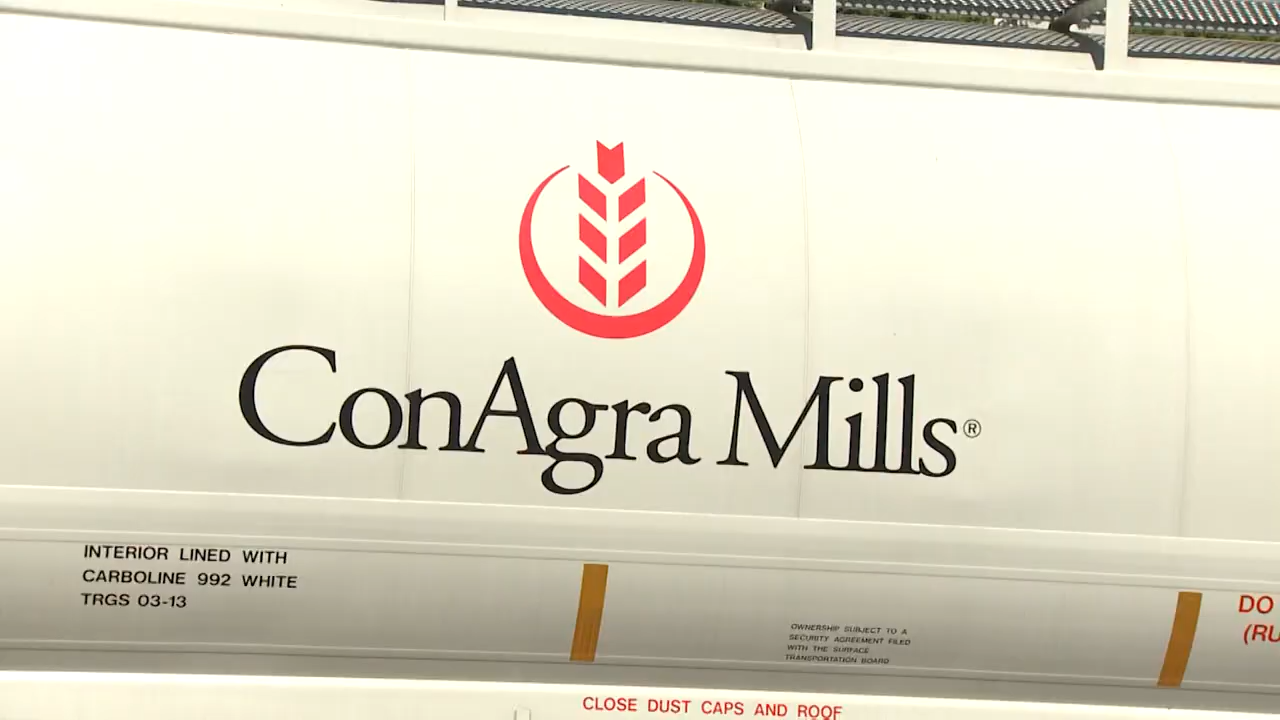 ConAgra Mills®
INTERIOR LINED WITH
CARBOLINE 992 WHITE
TRGS 03-13
OWNERSHIP SUBJECT TO A
SECURITY AGREEMENT FILED
WITH THE SURFACE
TRANSPORTATION BOARD
DO
(RU
CLOSE DUST CAPS AND ROOF